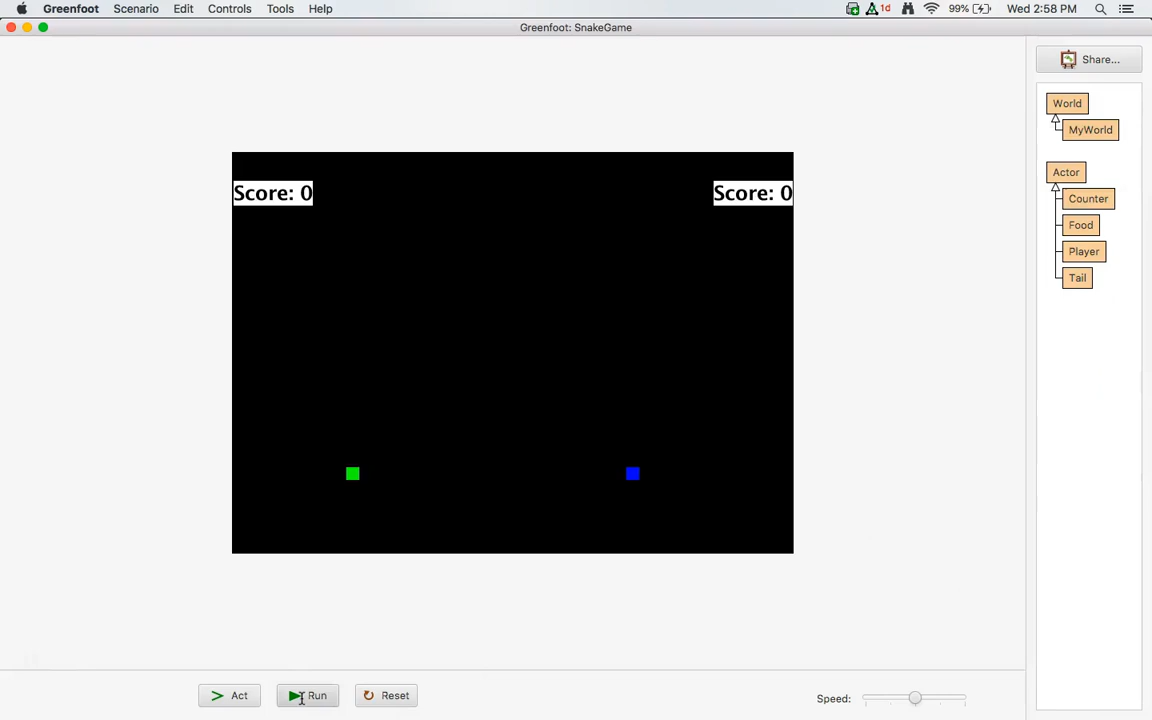 Greenfoot Scenario Edit Controls Tools Help 1d 99% Wed 2:58 PM
Greenfoot: SnakeGame
Share...
World
MyWorld
Actor
Counter
Food
Player
Tail
Score: 0 Score: 0
Act Run Reset Speed: